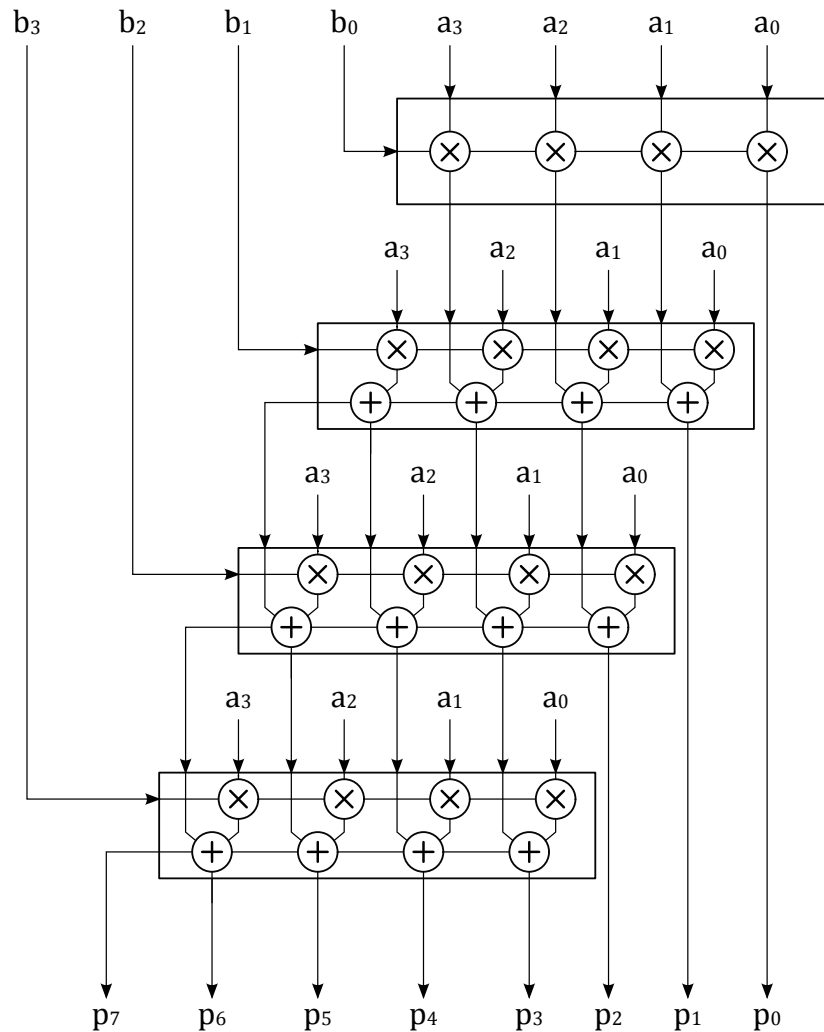 b₃ b₂ b₁ b₀ a₃ a₂ a₁ a₀
a₃ a₂ a₁ a₀
a₃ a₂ a₁ a₀
a₃ a₂ a₁ a₀
p₇ p₆ p₅ p₄ p₃ p₂ p₁ p₀